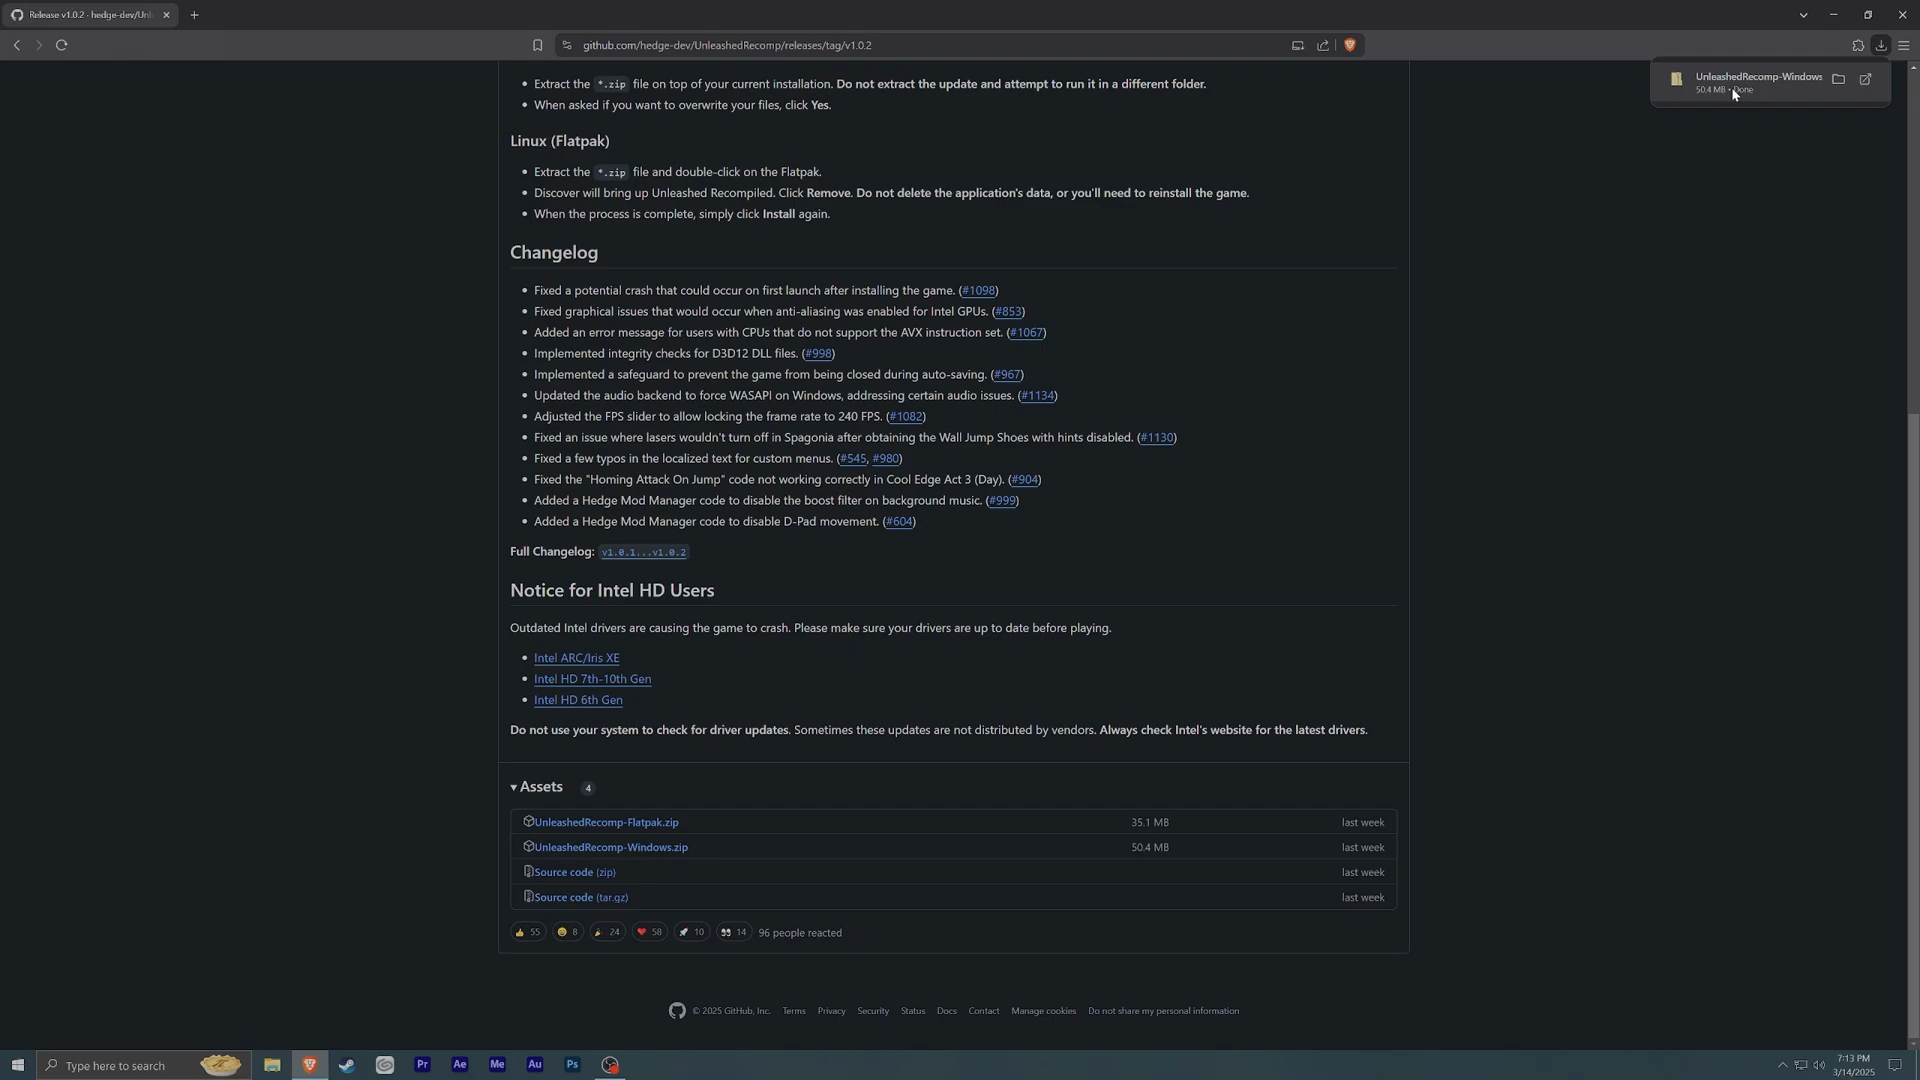 Release v1.0.2 · hedge-dev/Unl
github.com/hedge-dev/UnleashedRecomp/releases/tag/v1.0.2
UnleashedRecomp-Windows
50.4 MB • Done
Extract the *.zip file on top of your current installation. Do not extract the update and attempt to run it in a different folder.
When asked if you want to overwrite your files, click Yes.
Linux (Flatpak)
Extract the *.zip file and double-click on the Flatpak.
Discover will bring up Unleashed Recompiled. Click Remove. Do not delete the application's data, or you'll need to reinstall the game.
When the process is complete, simply click Install again.
Changelog
Fixed a potential crash that could occur on first launch after installing the game. (#1098)
Fixed graphical issues that would occur when anti-aliasing was enabled for Intel GPUs. (#853)
Added an error message for users with CPUs that do not support the AVX instruction set. (#1067)
Implemented integrity checks for D3D12 DLL files. (#998)
Implemented a safeguard to prevent the game from being closed during auto-saving. (#967)
Updated the audio backend to force WASAPI on Windows, addressing certain audio issues. (#1134)
Adjusted the FPS slider to allow locking the frame rate to 240 FPS. (#1082)
Fixed an issue where lasers wouldn't turn off in Spagonia after obtaining the Wall Jump Shoes with hints disabled. (#1130)
Fixed a few typos in the localized text for custom menus. (#545, #980)
Fixed the "Homing Attack On Jump" code not working correctly in Cool Edge Act 3 (Day). (#904)
Added a Hedge Mod Manager code to disable the boost filter on background music. (#999)
Added a Hedge Mod Manager code to disable D-Pad movement. (#604)
Full Changelog: v1.0.1...v1.0.2
Notice for Intel HD Users
Outdated Intel drivers are causing the game to crash. Please make sure your drivers are up to date before playing.
Intel ARC/Iris XE
Intel HD 7th-10th Gen
Intel HD 6th Gen
Do not use your system to check for driver updates. Sometimes these updates are not distributed by vendors. Always check Intel's website for the latest drivers.
Assets 4
UnleashedRecomp-Flatpak.zip 35.1 MB last week
UnleashedRecomp-Windows.zip 50.4 MB last week
Source code (zip) last week
Source code (tar.gz) last week
55 8 24 58 10 14 96 people reacted
© 2025 GitHub, Inc. Terms Privacy Security Status Docs Contact Manage cookies Do not share my personal information
Type here to search Pr Ae Me Au Ps
7:13 PM
3/14/2025